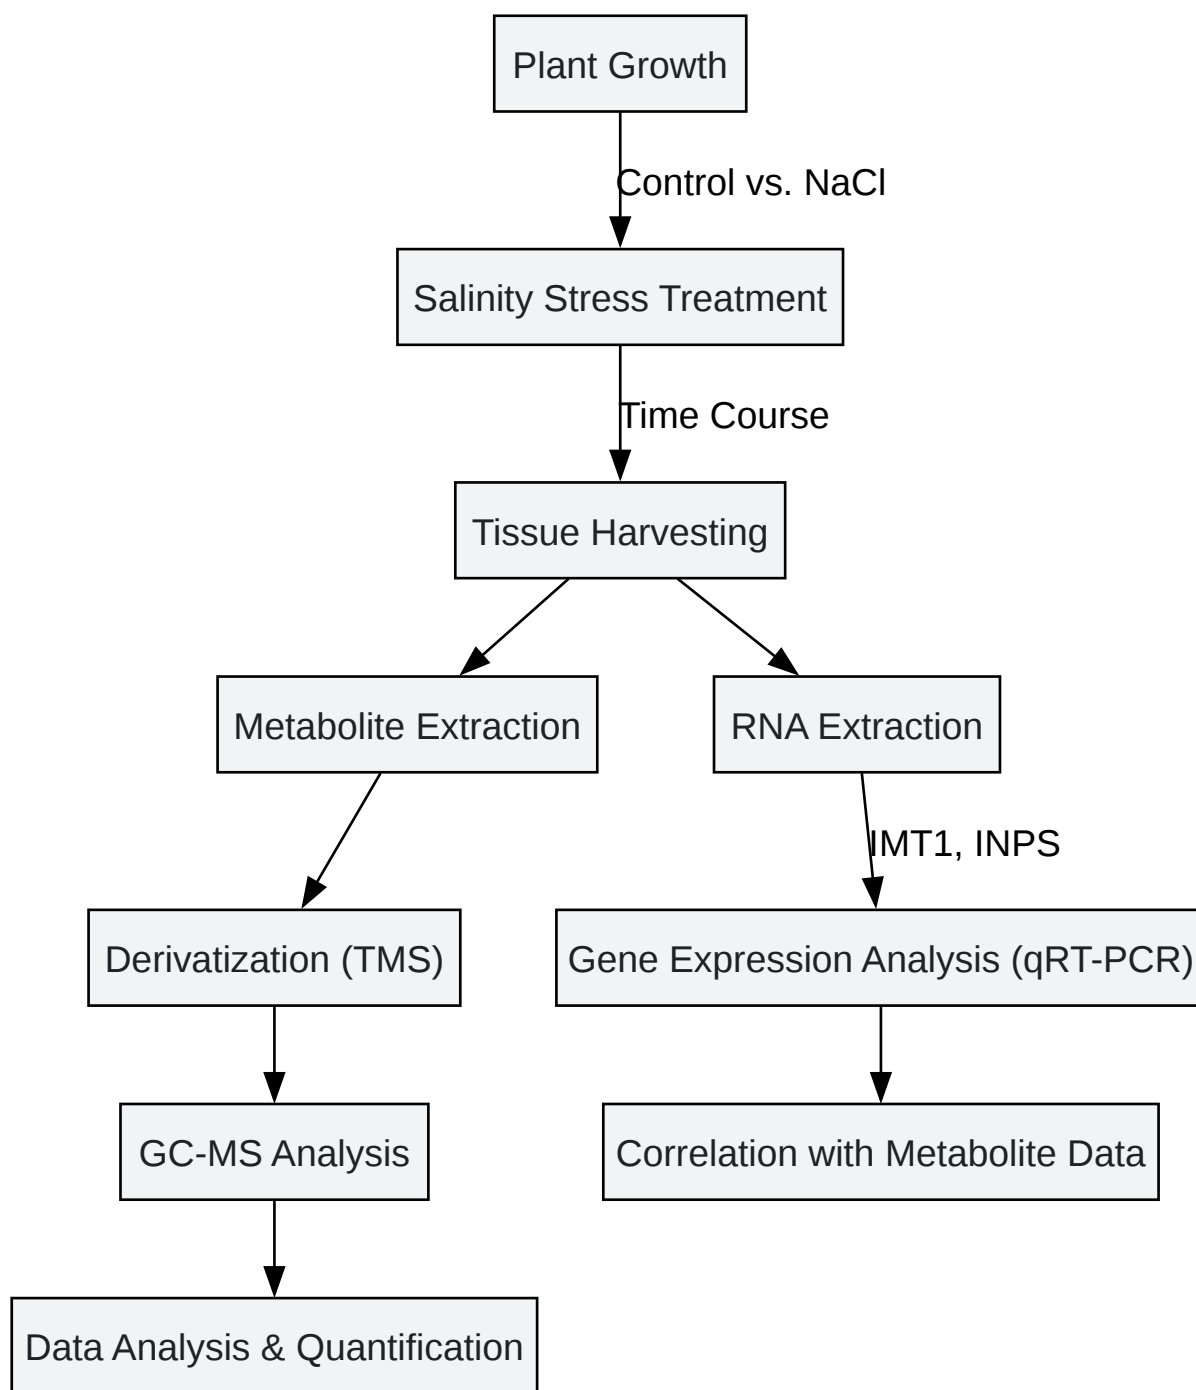 Plant Growth
Control vs. NaCl
Salinity Stress Treatment
Time Course
Tissue Harvesting
Metabolite Extraction
RNA Extraction
IMT1, INPS
Derivatization (TMS)
Gene Expression Analysis (qRT-PCR)
GC-MS Analysis
Correlation with Metabolite Data
Data Analysis & Quantification